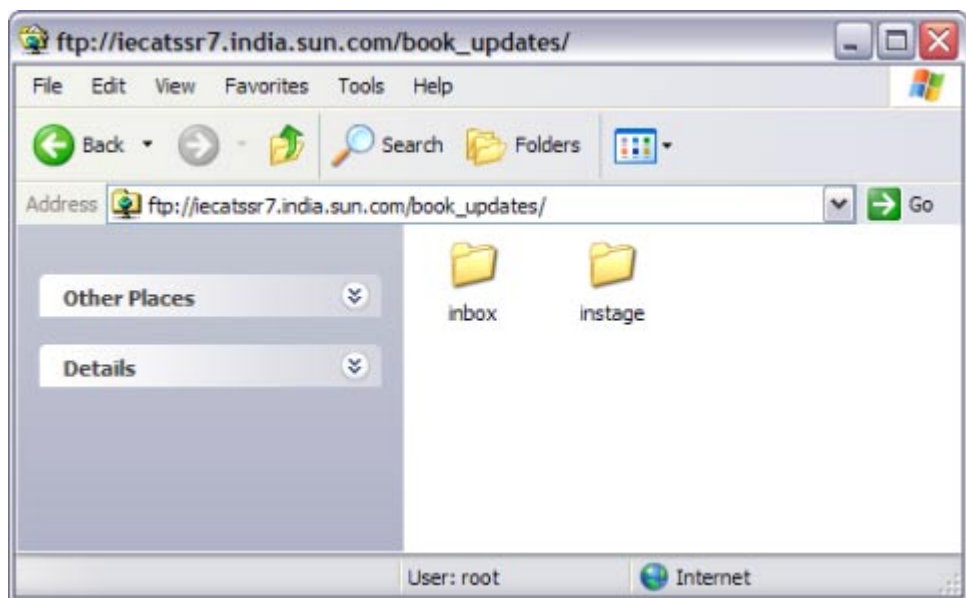 ftp://iecatssr7.india.sun.com/book_updates/
File Edit View Favorites Tools Help
Back Search Folders
Address ftp://iecatssr7.india.sun.com/book_updates/ Go
Other Places
Details
inbox instage
User: root Internet